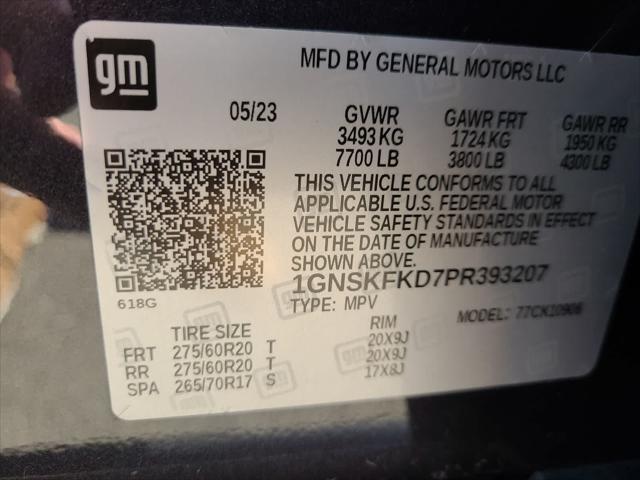 gm
MFD BY GENERAL MOTORS LLC
05/23 GVWR GAWR FRT GAWR RR
3493 KG 1724 KG 1950 KG
7700 LB 3800 LB 4300 LB
THIS VEHICLE CONFORMS TO ALL
APPLICABLE U.S. FEDERAL MOTOR
VEHICLE SAFETY STANDARDS IN EFFECT
ON THE DATE OF MANUFACTURE
SHOWN ABOVE.
1GNSKFKD7PR393207
618G
TYPE: MPV MODEL: 77CK10906
TIRE SIZE RIM
FRT 275/60R20 T 20X9J
RR 275/60R20 T 20X9J
SPA 265/70R17 S 17X8J